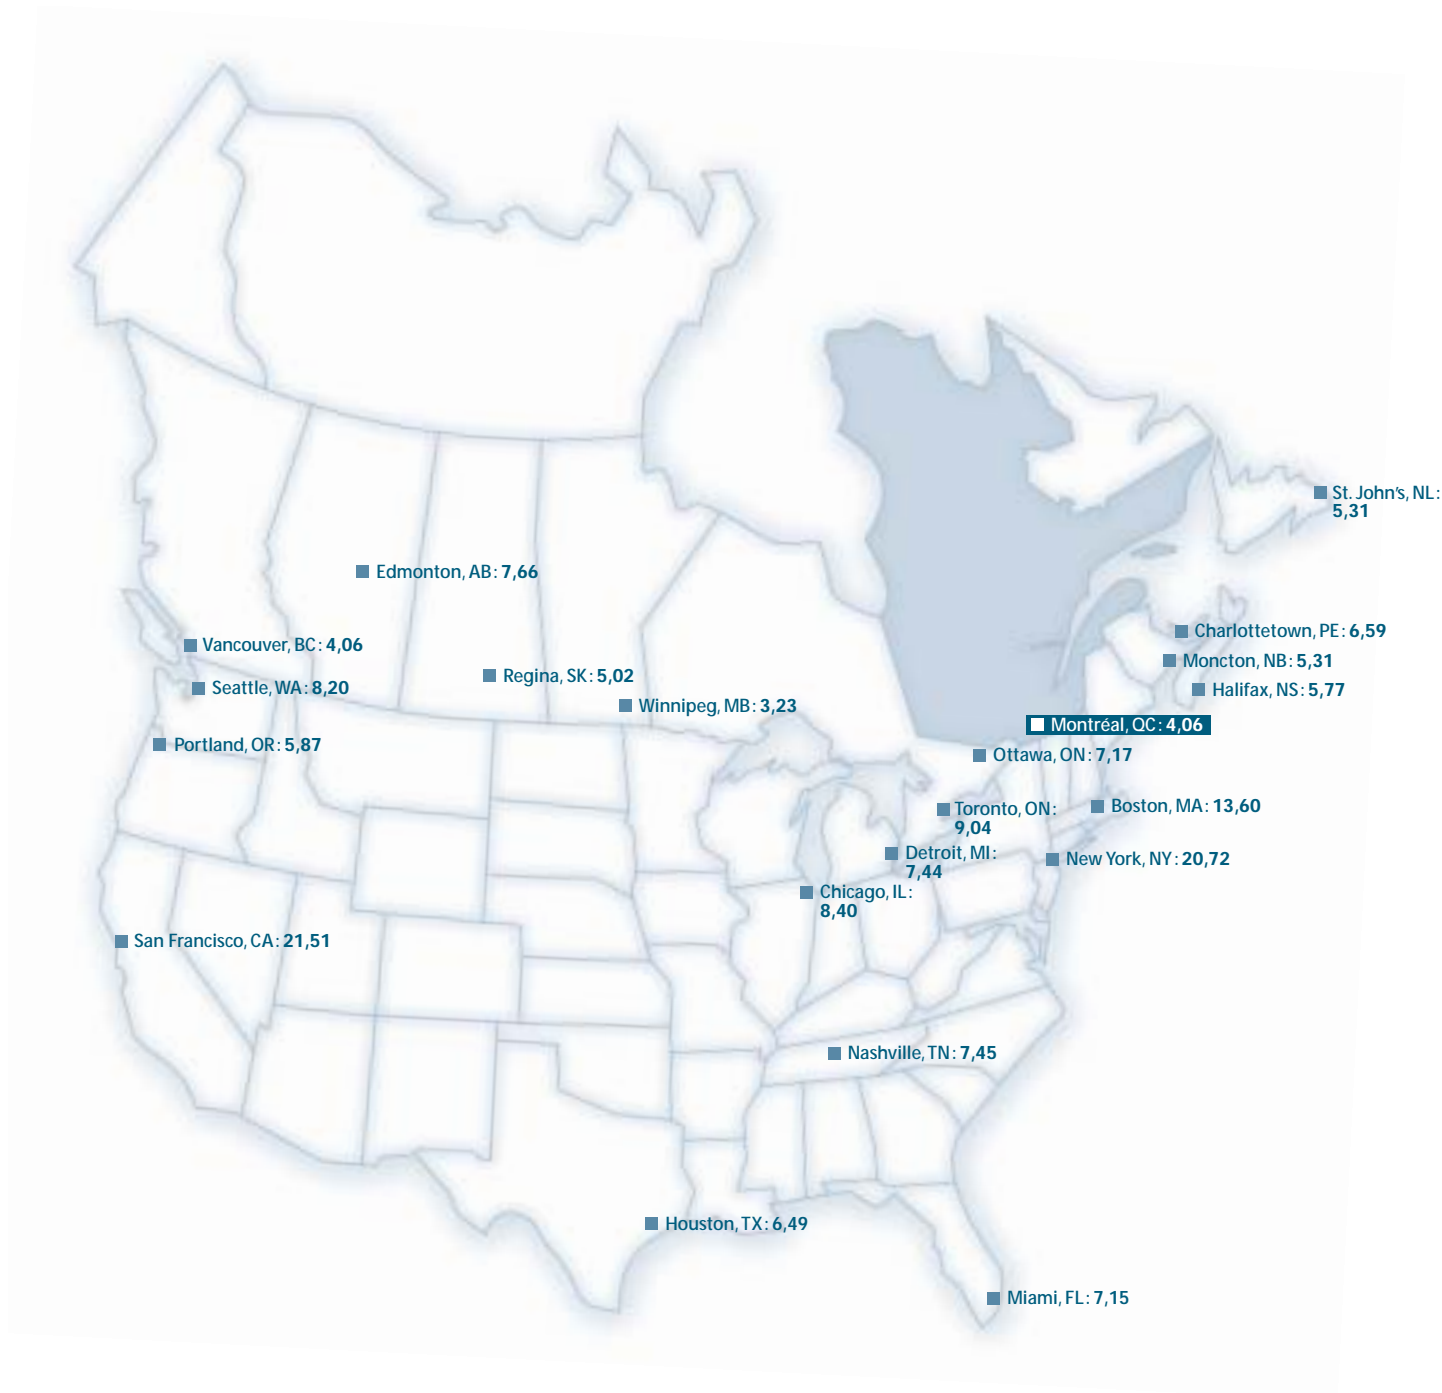 St. John's, NL:
5,31
Edmonton, AB: 7,66
Charlottetown, PE: 6,59
Vancouver, BC: 4,06
Moncton, NB: 5,31
Regina, SK: 5,02
Seattle, WA: 8,20
Halifax, NS: 5,77
Winnipeg, MB: 3,23
Montréal, QC: 4,06
Portland, OR: 5,87
Ottawa, ON: 7,17
Toronto, ON:
9,04
Boston, MA: 13,60
Detroit, MI:
7,44
New York, NY: 20,72
Chicago, IL:
8,40
San Francisco, CA: 21,51
Nashville, TN: 7,45
Houston, TX: 6,49
Miami, FL: 7,15